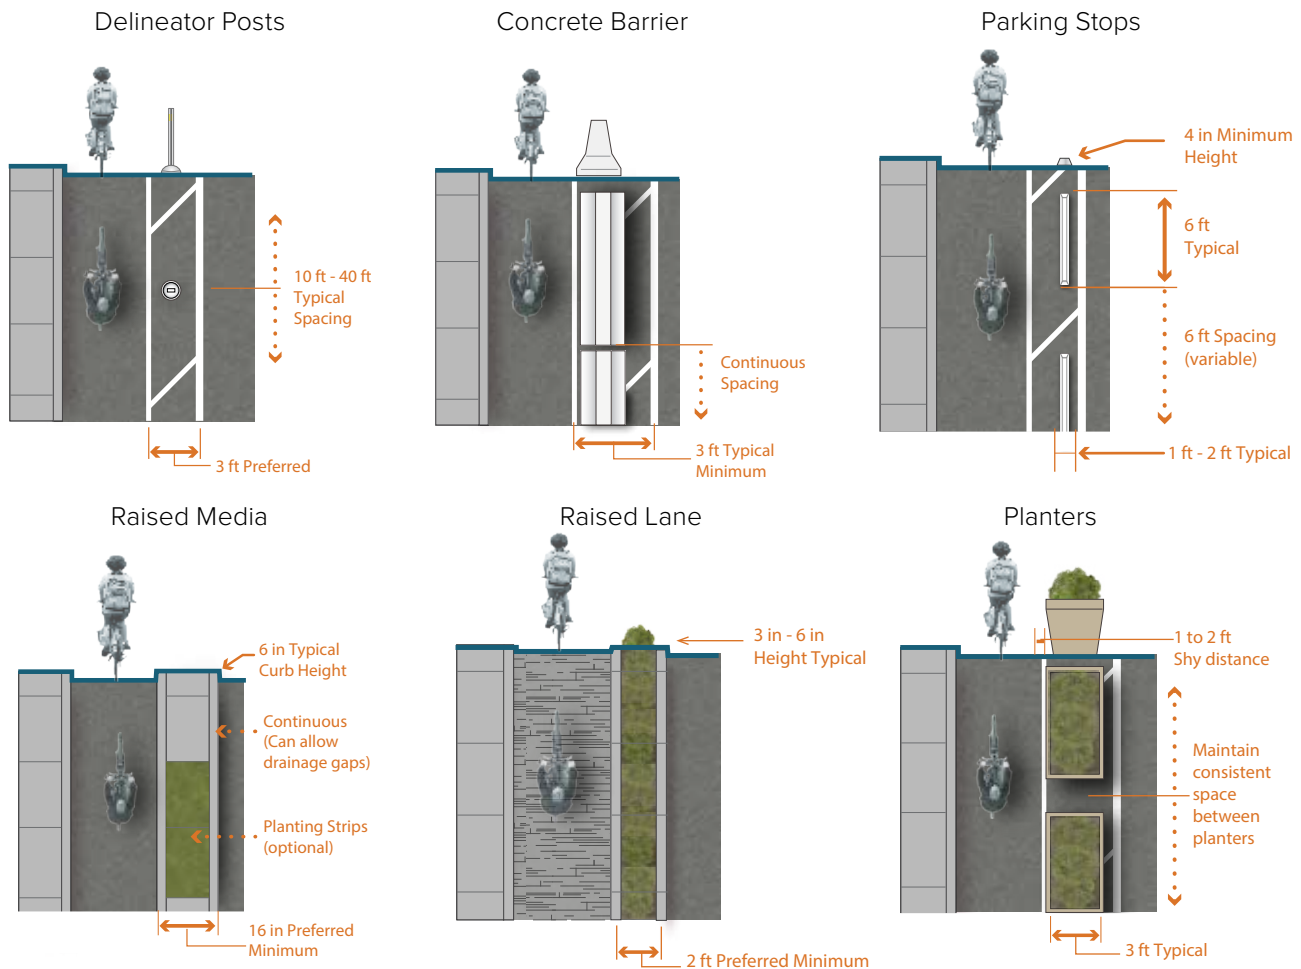 Delineator Posts
10 ft - 40 ft
Typical
Spacing
3 ft Preferred
Concrete Barrier
Continuous
Spacing
3 ft Typical
Minimum
Parking Stops
4 in Minimum
Height
6 ft
Typical
6 ft Spacing
(variable)
1 ft - 2 ft Typical
Raised Media
6 in Typical
Curb Height
Continuous
(Can allow
drainage gaps)
Planting Strips
(optional)
16 in Preferred
Minimum
Raised Lane
3 in - 6 in
Height Typical
2 ft Preferred Minimum
Planters
1 to 2 ft
Shy distance
Maintain
consistent
space
between
planters
3 ft Typical